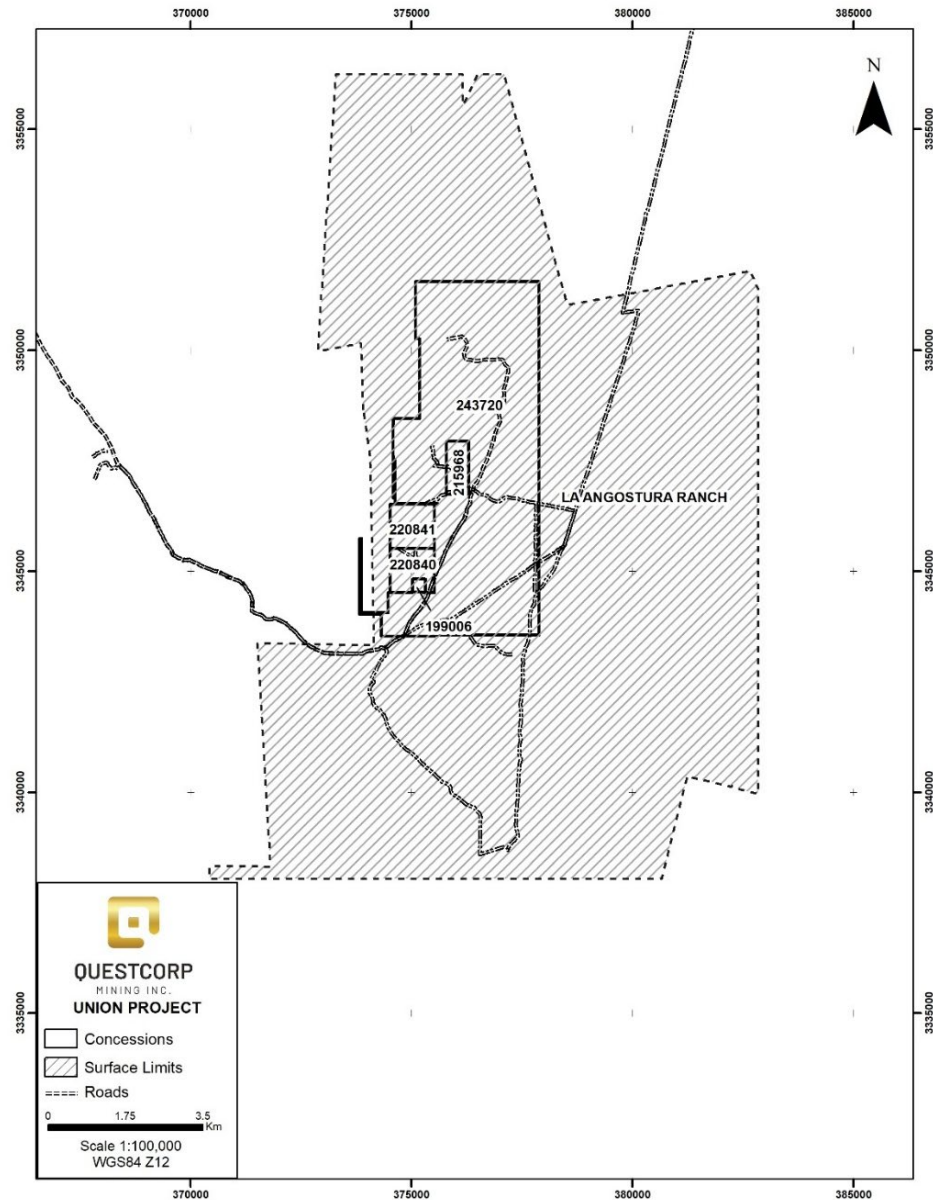 370000 375000 380000 385000
N
3355000 3355000
3350000 3350000
243720
215968
LA ANGOSTURA RANCH
220841
3345000 3345000
220840
199006
3340000 3340000
QUESTCORP
MINING INC.
UNION PROJECT
3335000 3335000
Concessions
Surface Limits
Roads
0 1.75 3.5
Km
Scale 1:100,000
WGS84 Z12
370000 375000 380000 385000